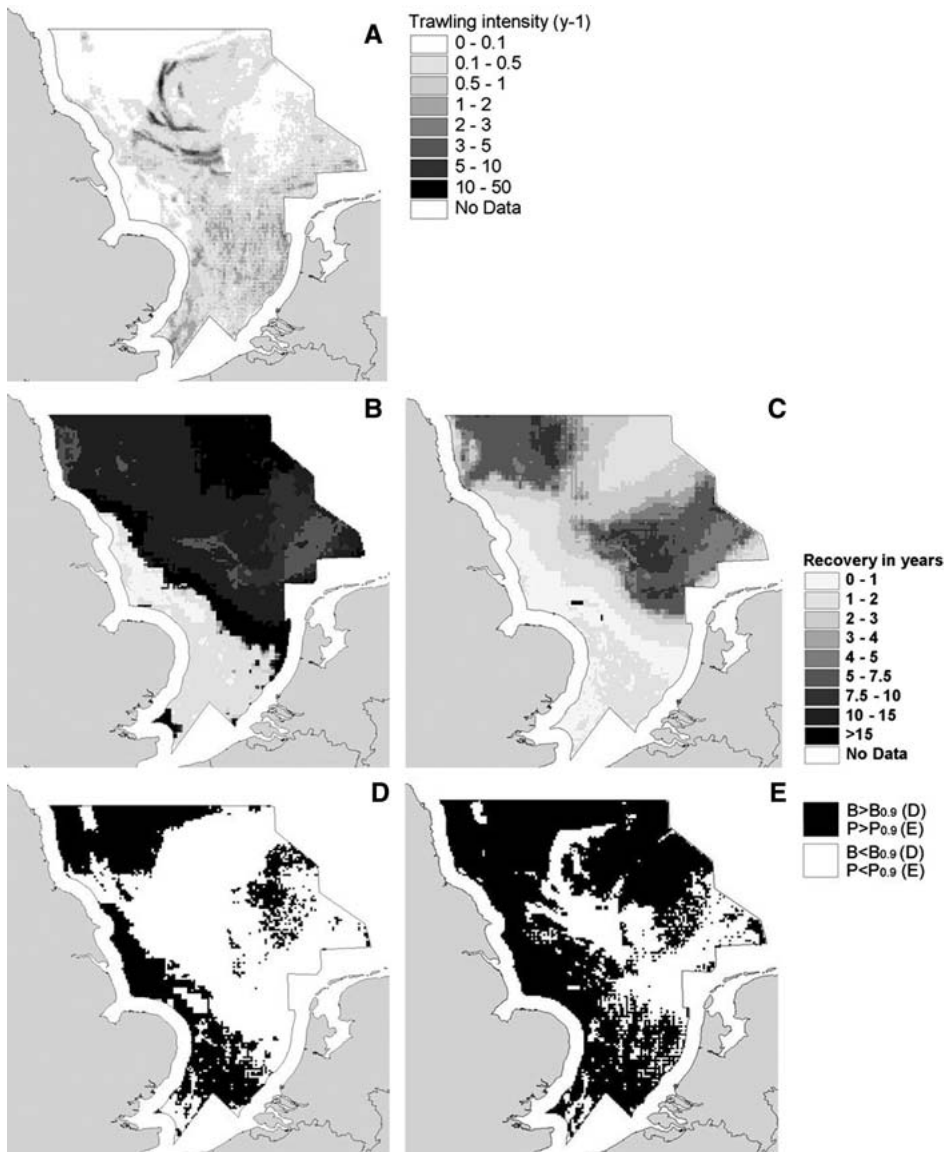 A
Trawling intensity (y-1)
0 - 0.1
0.1 - 0.5
0.5 - 1
1 - 2
2 - 3
3 - 5
5 - 10
10 - 50
No Data
B
C
Recovery in years
0 - 1
1 - 2
2 - 3
3 - 4
4 - 5
5 - 7.5
7.5 - 10
10 - 15
>15
No Data
D
E
B>B0.9 (D)
P>P0.9 (E)
B<B0.9 (D)
P<P0.9 (E)